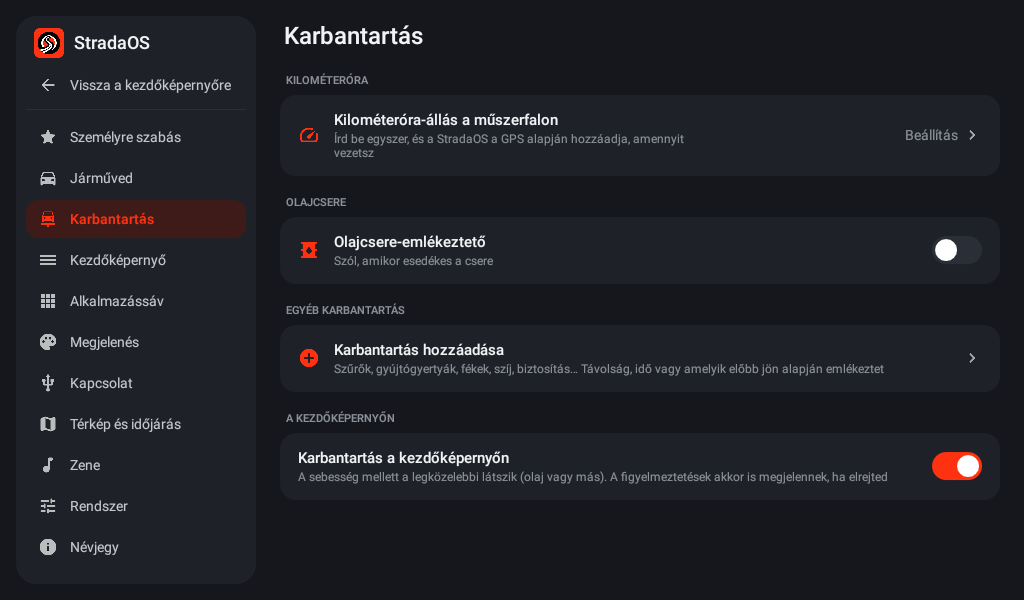 StradaOS
Vissza a kezdőképernyőre
Személyre szabás
Járműved
Karbantartás
Kezdőképernyő
Alkalmazássáv
Megjelenés
Kapcsolat
Térkép és időjárás
Zene
Rendszer
Névjegy
Karbantartás
KILOMÉTERÓRA
Kilométeróra-állás a műszerfalon
Írd be egyszer, és a StradaOS a GPS alapján hozzáadja, amennyit
vezetsz
Beállítás
OLAJCSERE
Olajcsere-emlékeztető
Szól, amikor esedékes a csere
EGYÉB KARBANTARTÁS
Karbantartás hozzáadása
Szűrők, gyújtógyertyák, fékek, szíj, biztosítás… Távolság, idő vagy amelyik előbb jön alapján emlékeztet
A KEZDŐKÉPERNYŐN
Karbantartás a kezdőképernyőn
A sebesség mellett a legközelebbi látszik (olaj vagy más). A figyelmeztetések akkor is megjelennek, ha elrejted